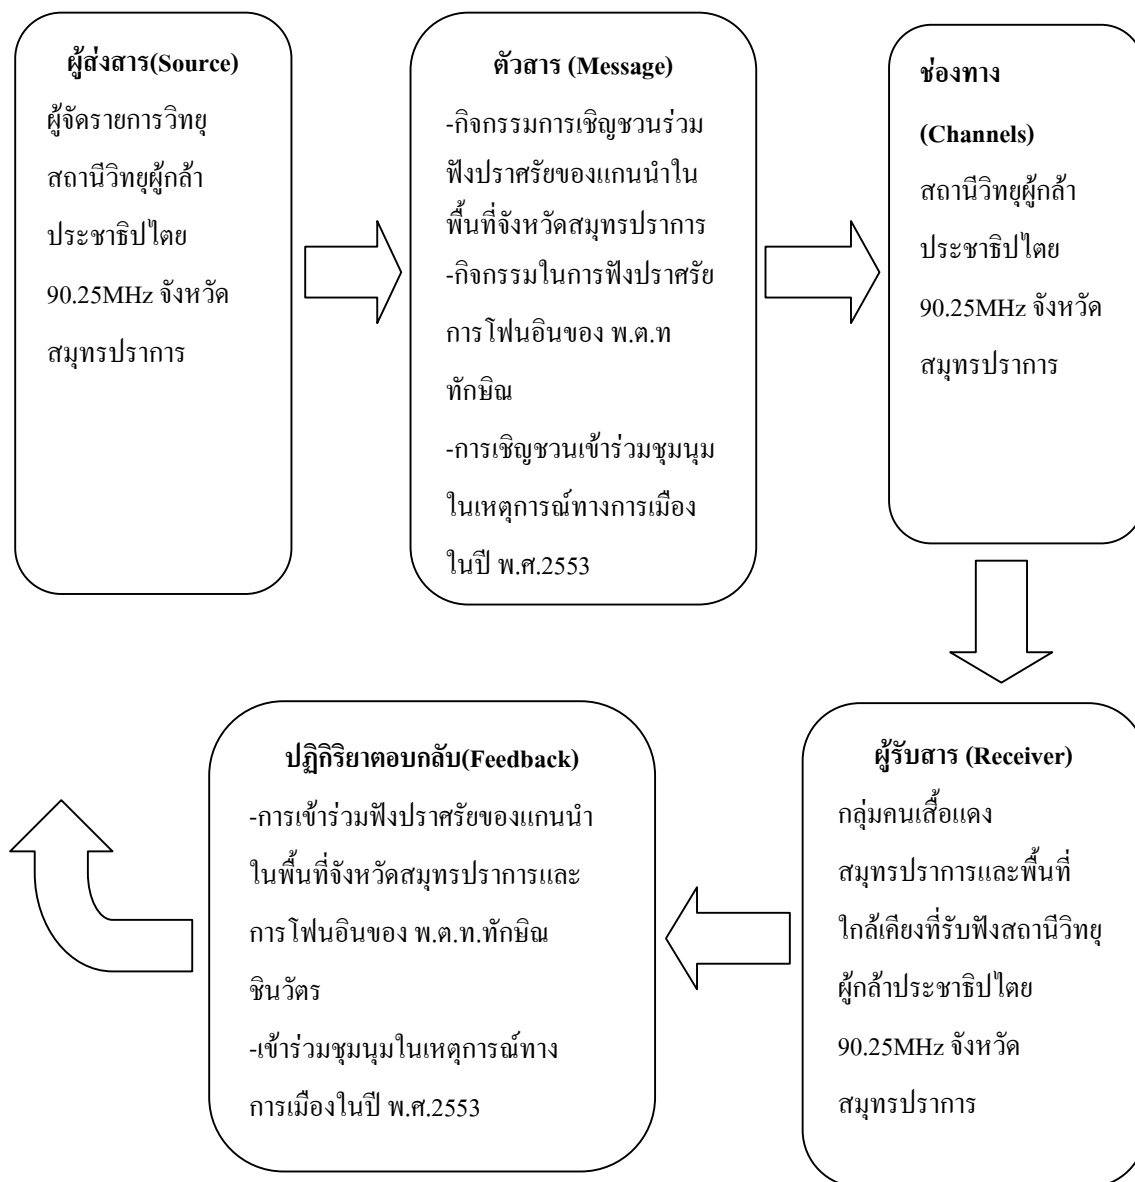 ผู้ส่งสาร(Source)
ผู้จัดรายการวิทยุ
สถานีวิทยุผู้กล้า
ประชาธิปไตย
90.25MHz จังหวัด
สมุทรปราการ
ตัวสาร (Message)
-กิจกรรมการเชิญชวนร่วม
ฟังปราศรัยของแกนนำใน
พื้นที่จังหวัดสมุทรปราการ
-กิจกรรมในการฟังปราศรัย
การโฟนอินของ พ.ต.ท
ทักษิณ
-การเชิญชวนเข้าร่วมชุมนุม
ในเหตุการณ์ทางการเมือง
ในปี พ.ศ.2553
ช่องทาง
(Channels)
สถานีวิทยุผู้กล้า
ประชาธิปไตย
90.25MHz จังหวัด
สมุทรปราการ
ผู้รับสาร (Receiver)
กลุ่มคนเสื้อแดง
สมุทรปราการและพื้นที่
ใกล้เคียงที่รับฟังสถานีวิทยุ
ผู้กล้าประชาธิปไตย
90.25MHz จังหวัด
สมุทรปราการ
ปฏิกิริยาตอบกลับ(Feedback)
-การเข้าร่วมฟังปราศรัยของแกนนำ
ในพื้นที่จังหวัดสมุทรปราการและ
การโฟนอินของ พ.ต.ท.ทักษิณ
ชินวัตร
-เข้าร่วมชุมนุมในเหตุการณ์ทาง
การเมืองในปี พ.ศ.2553